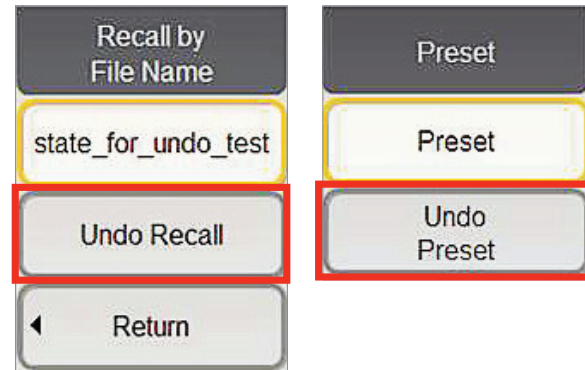 Recall by
File Name
state_for_undo_test
Undo Recall
Return
Preset
Preset
Undo
Preset